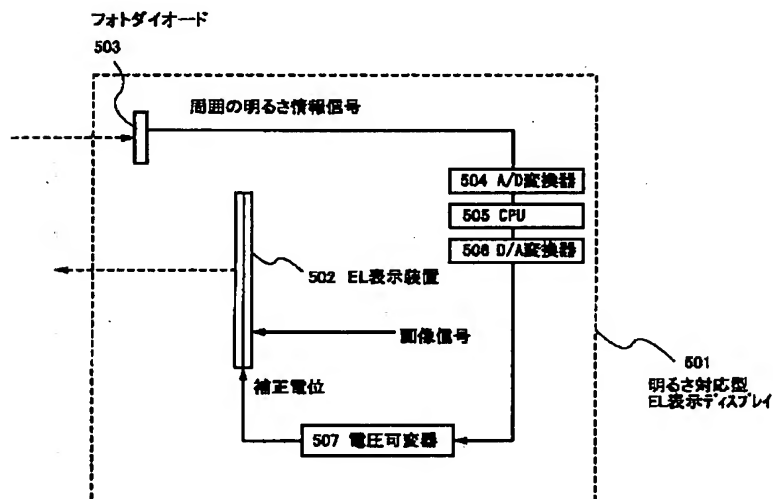 フォトダイオード
503
周囲の明るさ情報信号
504 A/D変換器
505 CPU
506 D/A変換器
502 EL表示装置
画像信号
501
明るさ対応型
EL表示ディスプレイ
補正電位
507 電圧可変器